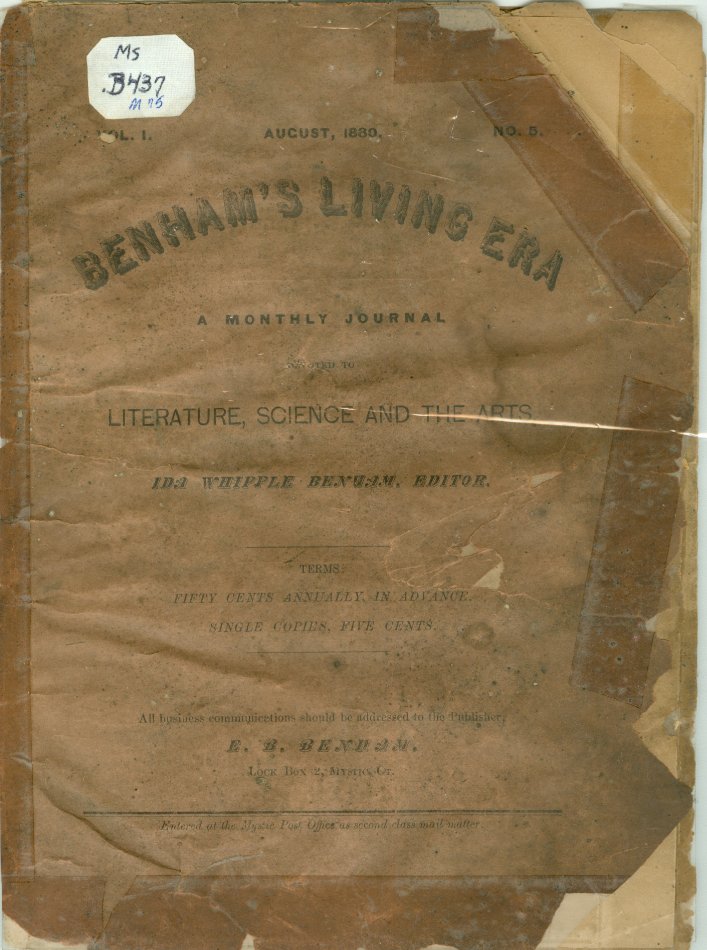 Ms
.B437
M75
VOL. I. AUGUST, 1880. NO. 5.
BENHAM'S LIVING ERA
A MONTHLY JOURNAL
DEVOTED TO
LITERATURE, SCIENCE AND THE ARTS
IDA WHIPPLE BENHAM, EDITOR.
TERMS:
FIFTY CENTS ANNUALLY, IN ADVANCE.
SINGLE COPIES, FIVE CENTS.
All business communications should be addressed to the Publisher,
E. B. BENHAM.
LOCK BOX 2, MYSTIC, CT.
Entered at the Mystic Post Office as second class mail matter.